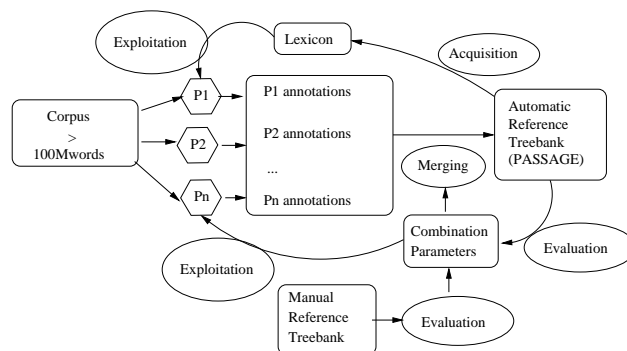 Exploitation
Lexicon
Acquisition
P1
P1 annotations
Corpus
>
100Mwords
P2
P2 annotations
Automatic
Reference
Treebank
(PASSAGE)
Merging
...
Pn
Pn annotations
Combination
Parameters
Evaluation
Exploitation
Manual
Reference
Treebank
Evaluation